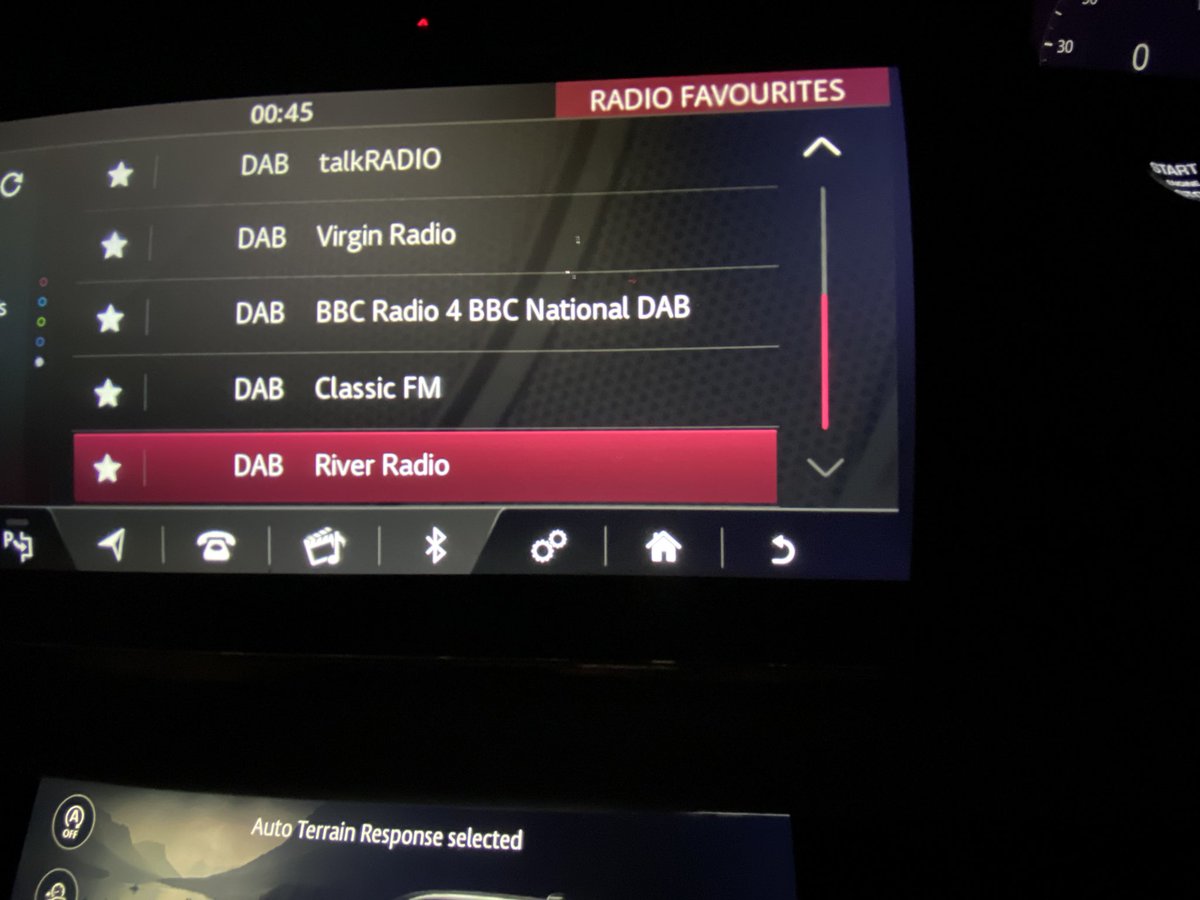 00:45
RADIO FAVOURITES
DAB talkRADIO
DAB Virgin Radio
DAB BBC Radio 4 BBC National DAB
DAB Classic FM
DAB River Radio
P
30
0
START
A
OFF
Auto Terrain Response selected